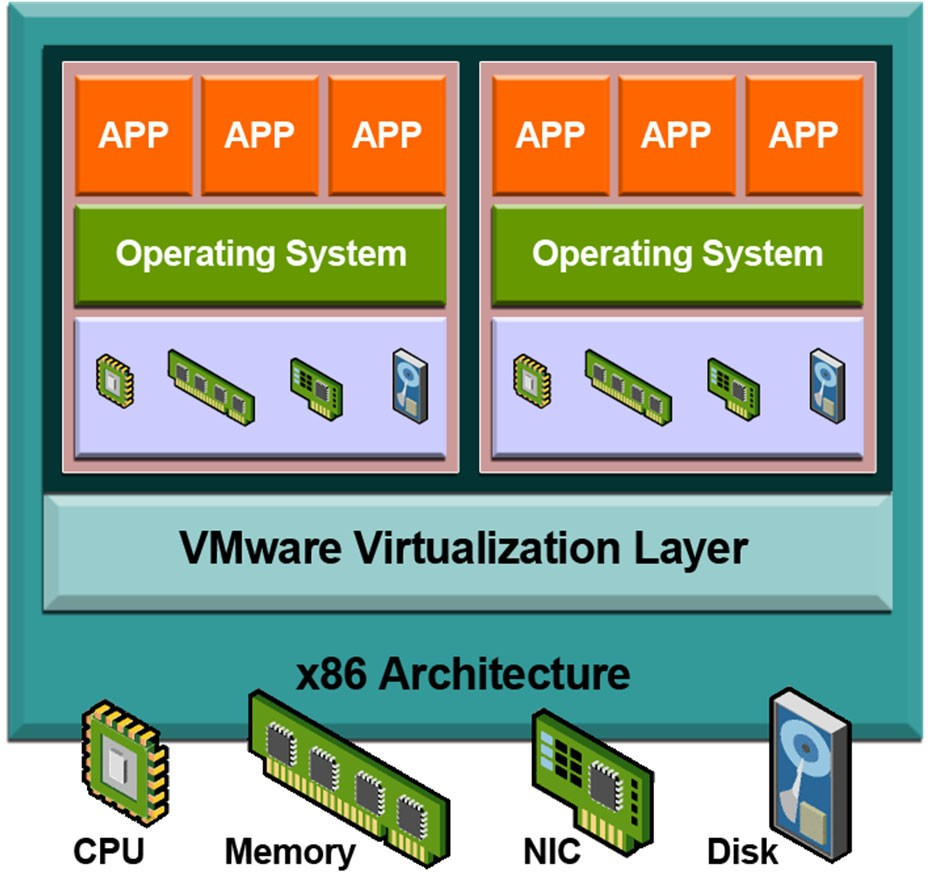 APP APP APP APP APP APP
Operating System Operating System
VMware Virtualization Layer
x86 Architecture
CPU Memory NIC Disk